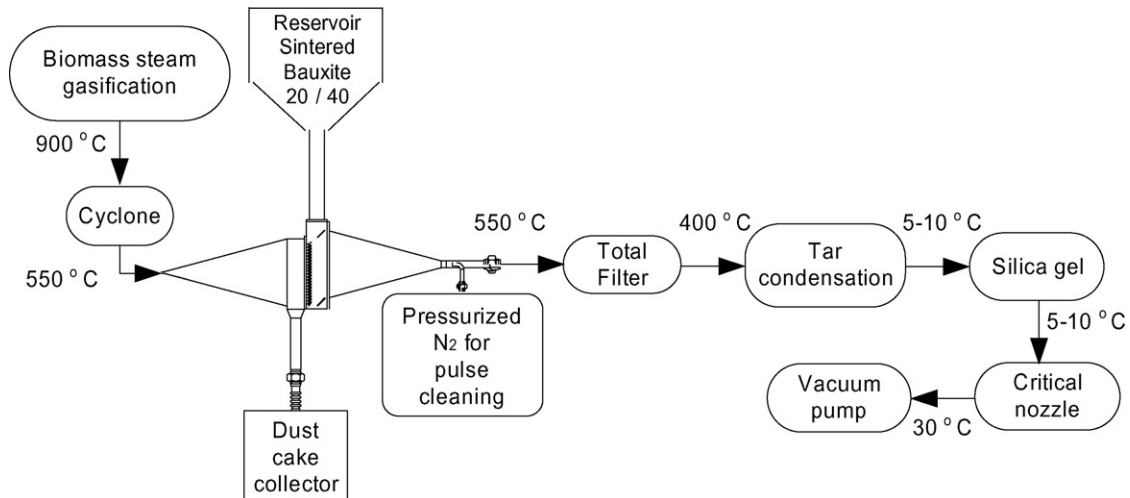 Biomass steam
gasification
900 °C
Cyclone
550 °C
Reservoir
Sintered
Bauxite
20 / 40
Dust
cake
collector
Pressurized
N2 for
pulse
cleaning
550 °C
Total
Filter
400 °C
Tar
condensation
5-10 °C
Silica gel
5-10 °C
Critical
nozzle
30 °C
Vacuum
pump